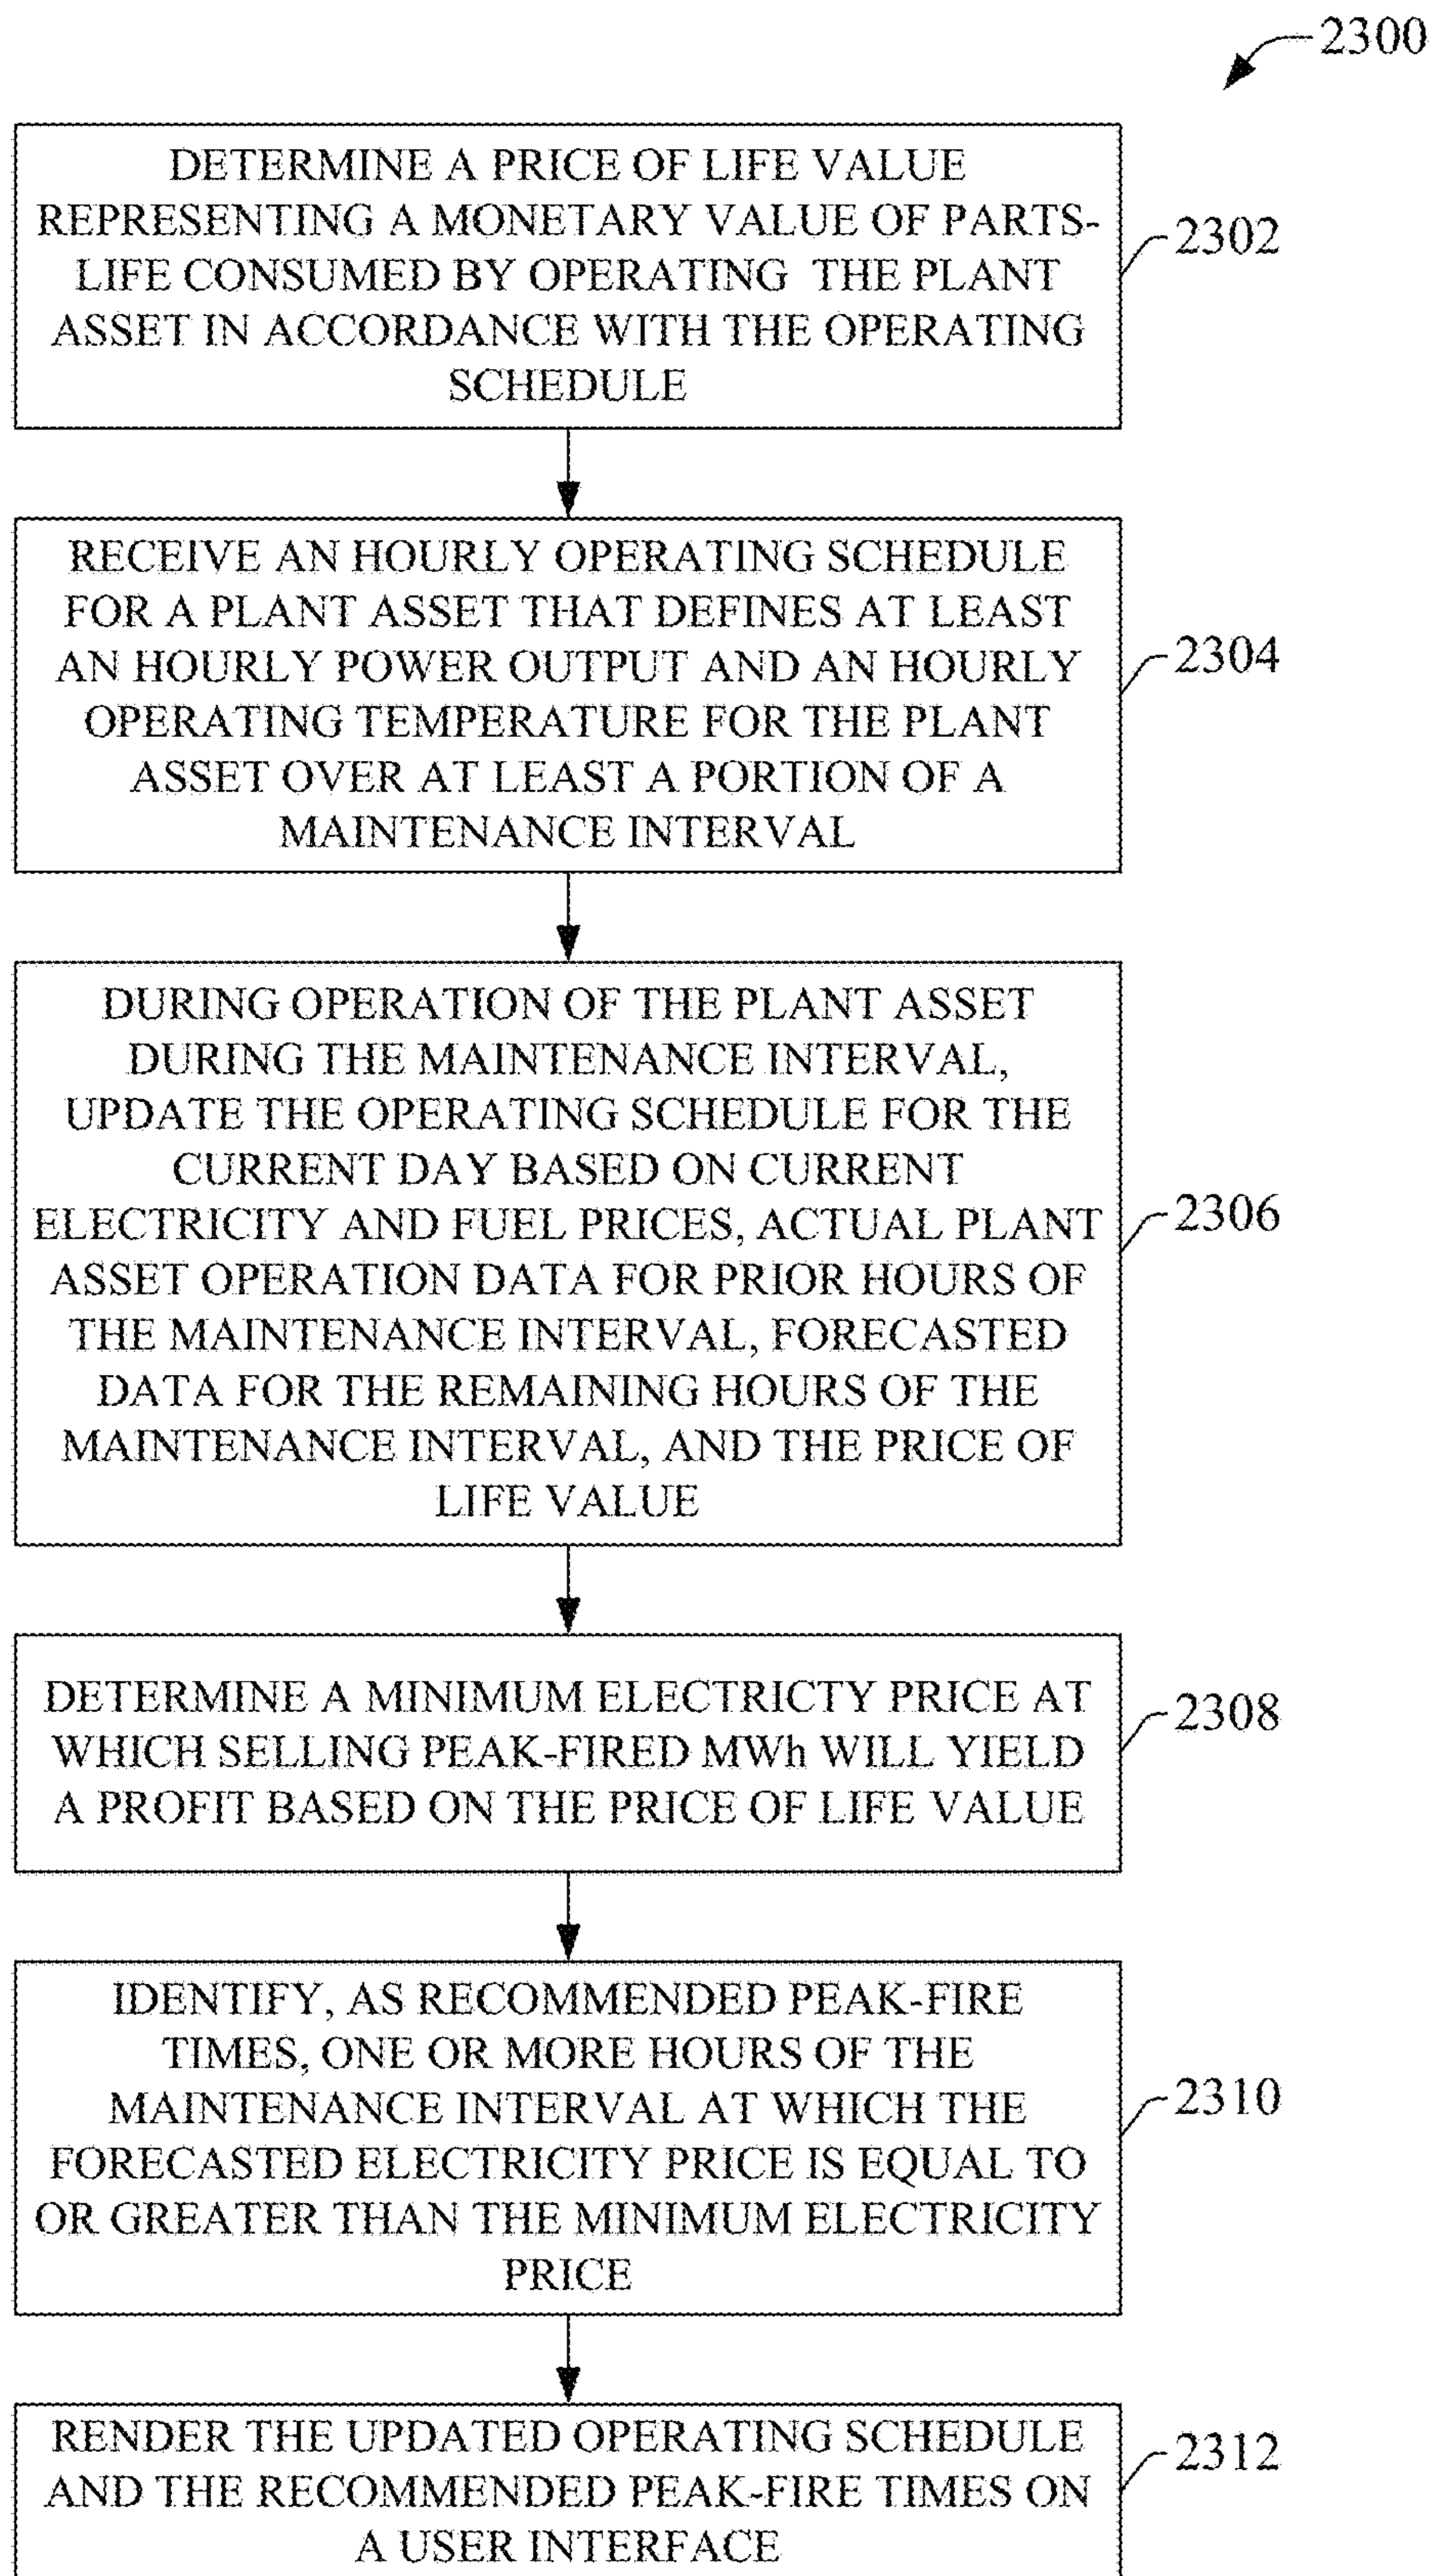 2300
DETERMINE A PRICE OF LIFE VALUE
REPRESENTING A MONETARY VALUE OF PARTS-
LIFE CONSUMED BY OPERATING THE PLANT
ASSET IN ACCORDANCE WITH THE OPERATING
SCHEDULE
2302
RECEIVE AN HOURLY OPERATING SCHEDULE
FOR A PLANT ASSET THAT DEFINES AT LEAST
AN HOURLY POWER OUTPUT AND AN HOURLY
OPERATING TEMPERATURE FOR THE PLANT
ASSET OVER AT LEAST A PORTION OF A
MAINTENANCE INTERVAL
2304
DURING OPERATION OF THE PLANT ASSET
DURING THE MAINTENANCE INTERVAL,
UPDATE THE OPERATING SCHEDULE FOR THE
CURRENT DAY BASED ON CURRENT
ELECTRICITY AND FUEL PRICES, ACTUAL PLANT
ASSET OPERATION DATA FOR PRIOR HOURS OF
THE MAINTENANCE INTERVAL, FORECASTED
DATA FOR THE REMAINING HOURS OF THE
MAINTENANCE INTERVAL, AND THE PRICE OF
LIFE VALUE
2306
DETERMINE A MINIMUM ELECTRICTY PRICE AT
WHICH SELLING PEAK-FIRED MWh WILL YIELD
A PROFIT BASED ON THE PRICE OF LIFE VALUE
2308
IDENTIFY, AS RECOMMENDED PEAK-FIRE
TIMES, ONE OR MORE HOURS OF THE
MAINTENANCE INTERVAL AT WHICH THE
FORECASTED ELECTRICITY PRICE IS EQUAL TO
OR GREATER THAN THE MINIMUM ELECTRICITY
PRICE
2310
RENDER THE UPDATED OPERATING SCHEDULE
AND THE RECOMMENDED PEAK-FIRE TIMES ON
A USER INTERFACE
2312